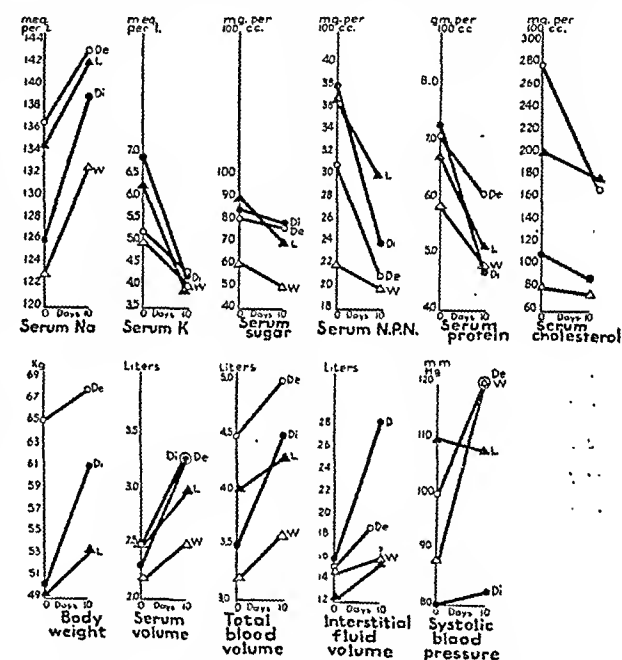 meq. per L
144
142
140
138
136
134
132
130
128
126
124
122
120
De
L
Di
W
0 Days 10
Serum Na
meq. per L.
7.0
6.5
6.0
5.5
5.0
4.5
4.0
3.5
Di
W
0 Days 10
Serum K
mg. per 100 cc.
100
90
80
70
60
50
40
Di
De
L
W
0 Days 10
Serum sugar
mg. per 100 cc.
40
38
36
34
32
30
28
26
24
22
20
18
L
Di
De
W
0 Days 10
Serum N.P.N.
gm. per 100 cc
8.0
7.0
6.0
5.0
4.0
De
L
W
Di
0 Days 10
Serum protein
mg. per 100 cc.
300
280
260
240
220
200
180
160
140
120
100
80
60
0 Days 10
Serum cholesterol
Kg
69
67
65
63
61
59
57
55
53
51
49
De
Di
L
0 Days 10
Body weight
Liters
3.0
2.5
2.0
Di
De
L
W
0 Days 10
Serum volume
Liters
5.0
4.5
4.0
3.5
3.0
De
Di
L
W
0 Days 10
Total blood volume
Liters
28
26
24
22
20
18
16
14
12
De
W
0 Days 10
Interstitial fluid volume
mm Hg
120
110
100
90
80
De
W
L
Di
0 Days 10
Systolic blood pressure